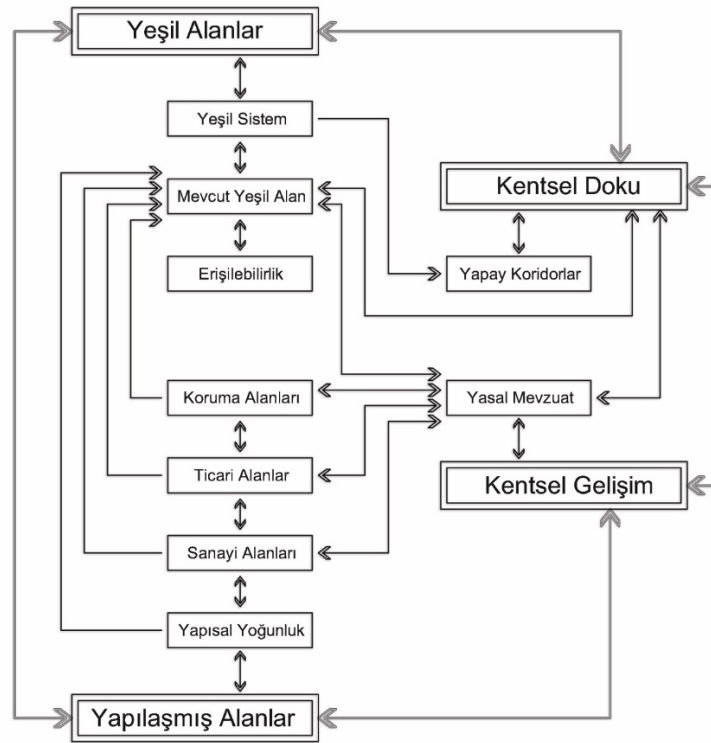 Yeşil Alanlar
Yeşil Sistem
Kentsel Doku
Mevcut Yeşil Alan
Erişilebilirlik
Yapay Koridorlar
Koruma Alanları
Yasal Mevzuat
Ticari Alanlar
Kentsel Gelişim
Sanayi Alanları
Yapısal Yoğunluk
Yapılaşmış Alanlar